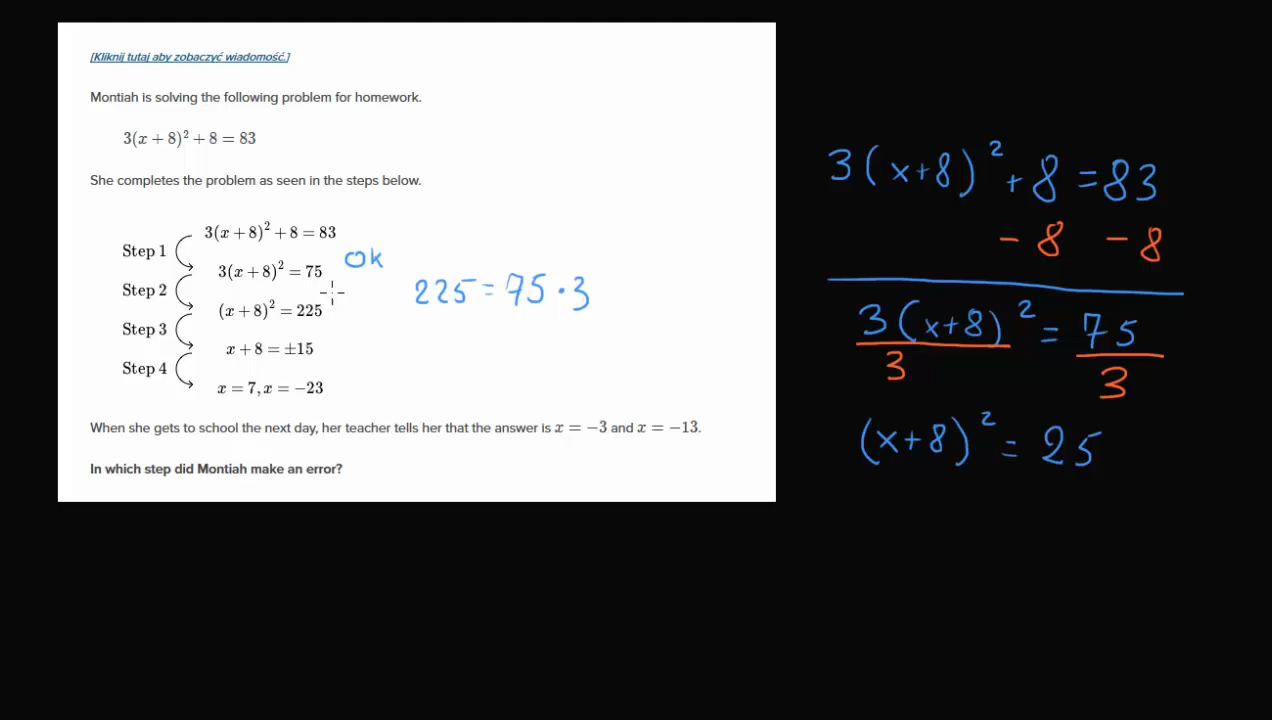 [Kliknij tutaj aby zobaczyć wiadomość.]
Montiah is solving the following problem for homework.
3(x + 8)² + 8 = 83
She completes the problem as seen in the steps below.
3(x + 8)² + 8 = 83
Step 1
3(x + 8)² = 75
Step 2
(x + 8)² = 225
Step 3
x + 8 = ±15
Step 4
x = 7, x = −23
When she gets to school the next day, her teacher tells her that the answer is x = −3 and x = −13.
In which step did Montiah make an error?
Ok
225 = 75 · 3
3(x+8)² + 8 = 83
− 8 − 8
3(x+8)² = 75
3 3
(x+8)² = 25